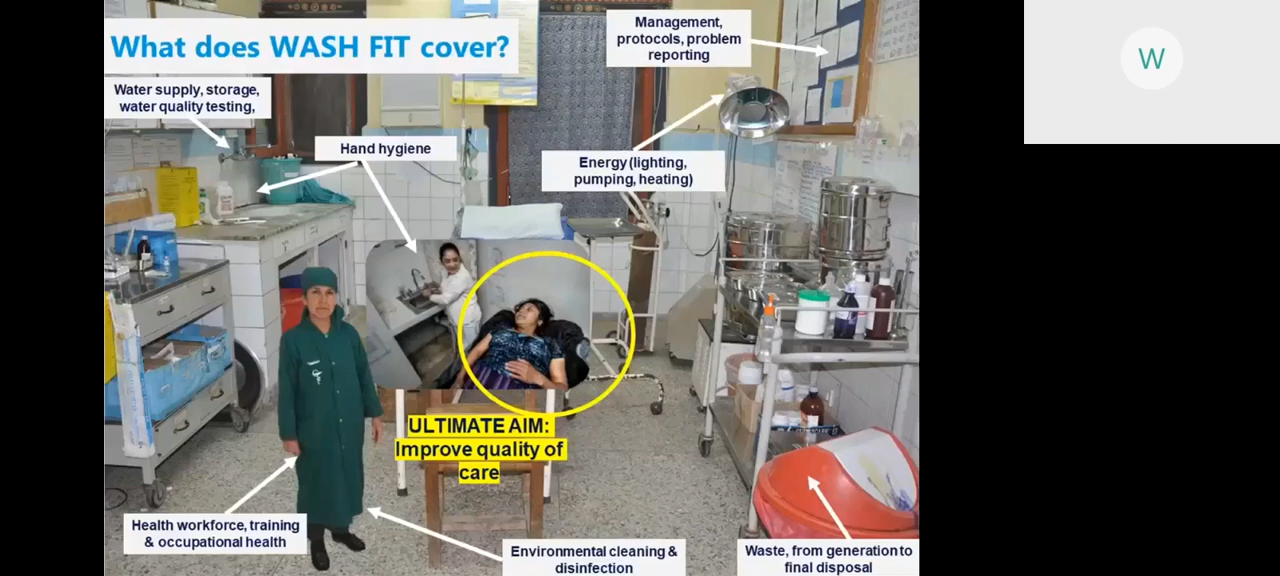 What does WASH FIT cover?
Management,
protocols, problem
reporting
Water supply, storage,
water quality testing,
Hand hygiene
Energy (lighting,
pumping, heating)
ULTIMATE AIM:
Improve quality of
care
Health workforce, training
& occupational health
Environmental cleaning &
disinfection
Waste, from generation to
final disposal
W